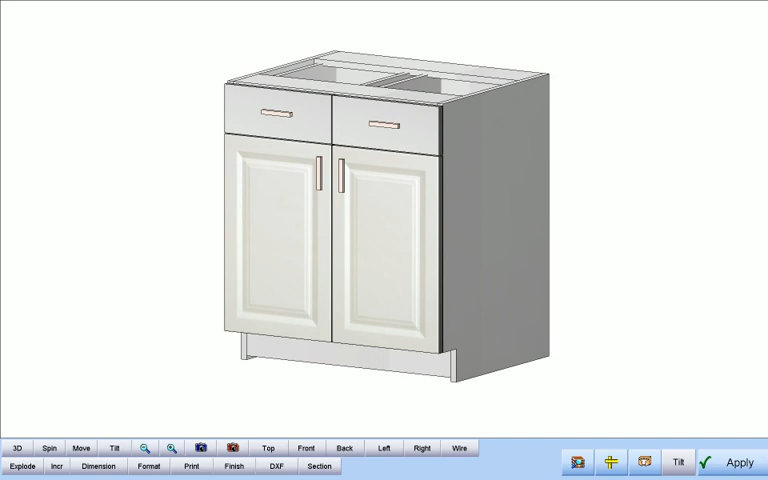 3D Spin Move Tilt Top Front Back Left Right Wire
Explode Incr Dimension Format Print Finish DXF Section
Tilt Apply